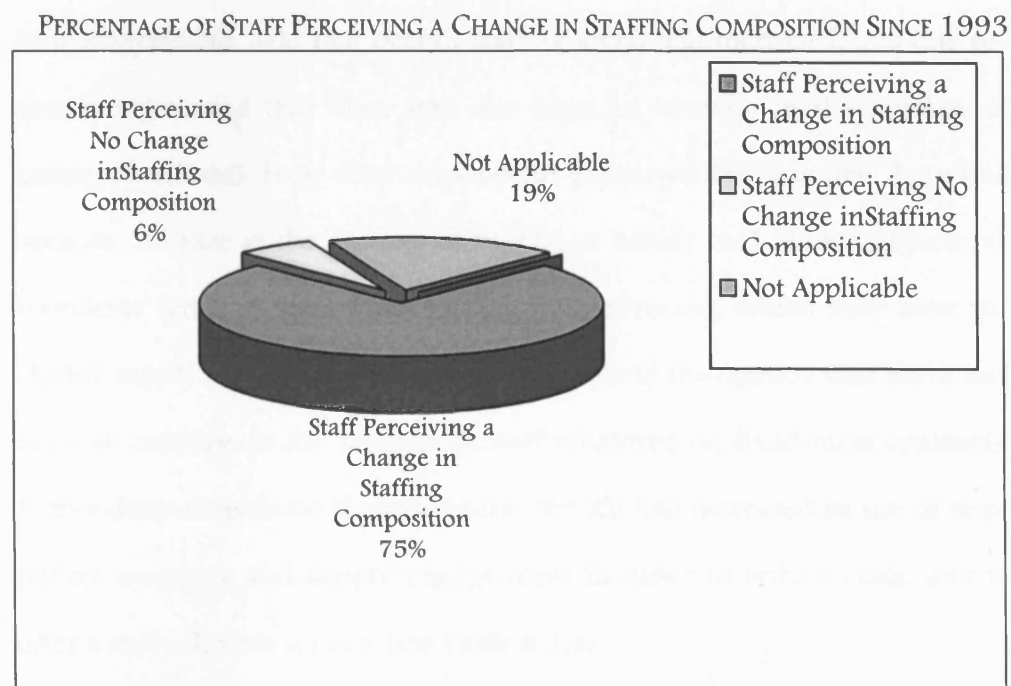 PERCENTAGE OF STAFF PERCEIVING A CHANGE IN STAFFING COMPOSITION SINCE 1993
Staff Perceiving
No Change
inStaffing
Composition
6%
Not Applicable
19%
Staff Perceiving a
Change in
Staffing
Composition
75%
Staff Perceiving a
Change in Staffing
Composition
Staff Perceiving No
Change inStaffing
Composition
Not Applicable